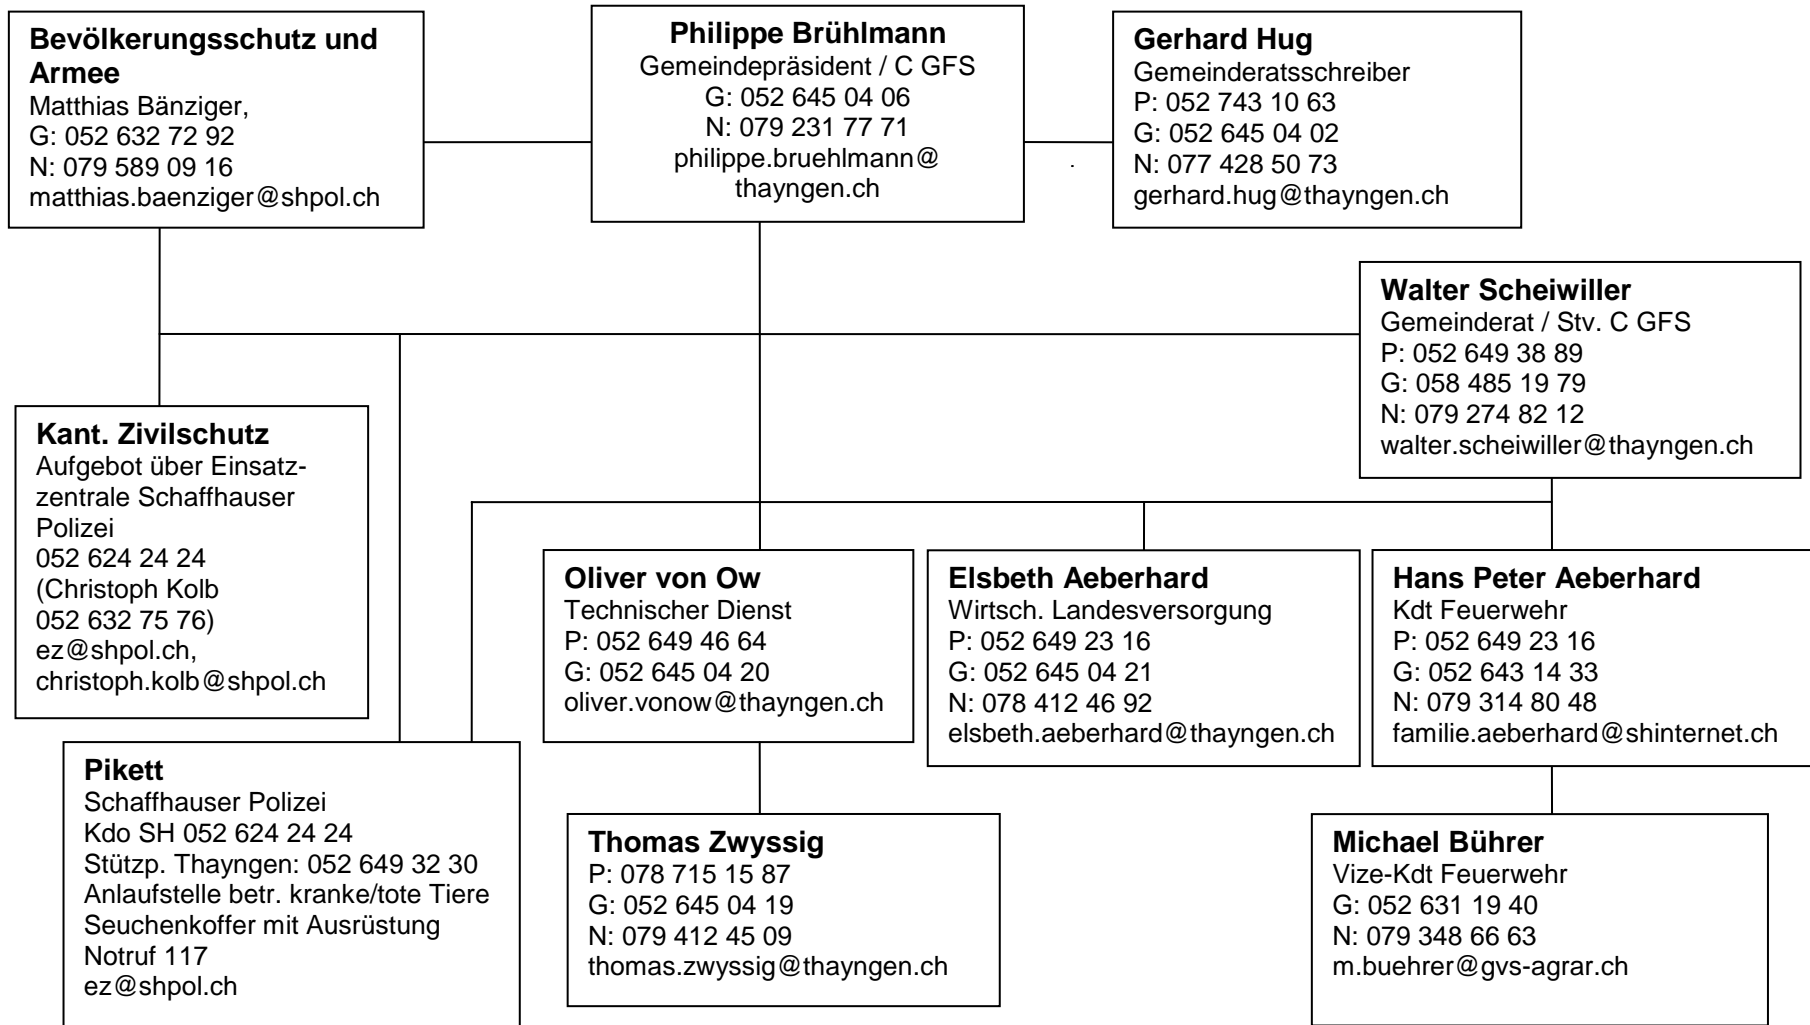 Bevölkerungsschutz und
Armee
Matthias Bänziger,
G: 052 632 72 92
N: 079 589 09 16
matthias.baenziger@shpol.ch
Philippe Brühlmann
Gemeindepräsident / C GFS
G: 052 645 04 06
N: 079 231 77 71
philippe.bruehlmann@
thayngen.ch
Gerhard Hug
Gemeinderatsschreiber
P: 052 743 10 63
G: 052 645 04 02
N: 077 428 50 73
gerhard.hug@thayngen.ch
Walter Scheiwiller
Gemeinderat / Stv. C GFS
P: 052 649 38 89
G: 058 485 19 79
N: 079 274 82 12
walter.scheiwiller@thayngen.ch
Kant. Zivilschutz
Aufgebot über Einsatz-
zentrale Schaffhauser
Polizei
052 624 24 24
(Christoph Kolb
052 632 75 76)
ez@shpol.ch,
christoph.kolb@shpol.ch
Oliver von Ow
Technischer Dienst
P: 052 649 46 64
G: 052 645 04 20
oliver.vonow@thayngen.ch
Elsbeth Aeberhard
Wirtsch. Landesversorgung
P: 052 649 23 16
G: 052 645 04 21
N: 078 412 46 92
elsbeth.aeberhard@thayngen.ch
Hans Peter Aeberhard
Kdt Feuerwehr
P: 052 649 23 16
G: 052 643 14 33
N: 079 314 80 48
familie.aeberhard@shinternet.ch
Pikett
Schaffhauser Polizei
Kdo SH 052 624 24 24
Stützp. Thayngen: 052 649 32 30
Anlaufstelle betr. kranke/tote Tiere
Seuchenkoffer mit Ausrüstung
Notruf 117
ez@shpol.ch
Thomas Zwyssig
P: 078 715 15 87
G: 052 645 04 19
N: 079 412 45 09
thomas.zwyssig@thayngen.ch
Michael Bührer
Vize-Kdt Feuerwehr
G: 052 631 19 40
N: 079 348 66 63
m.buehrer@gvs-agrar.ch